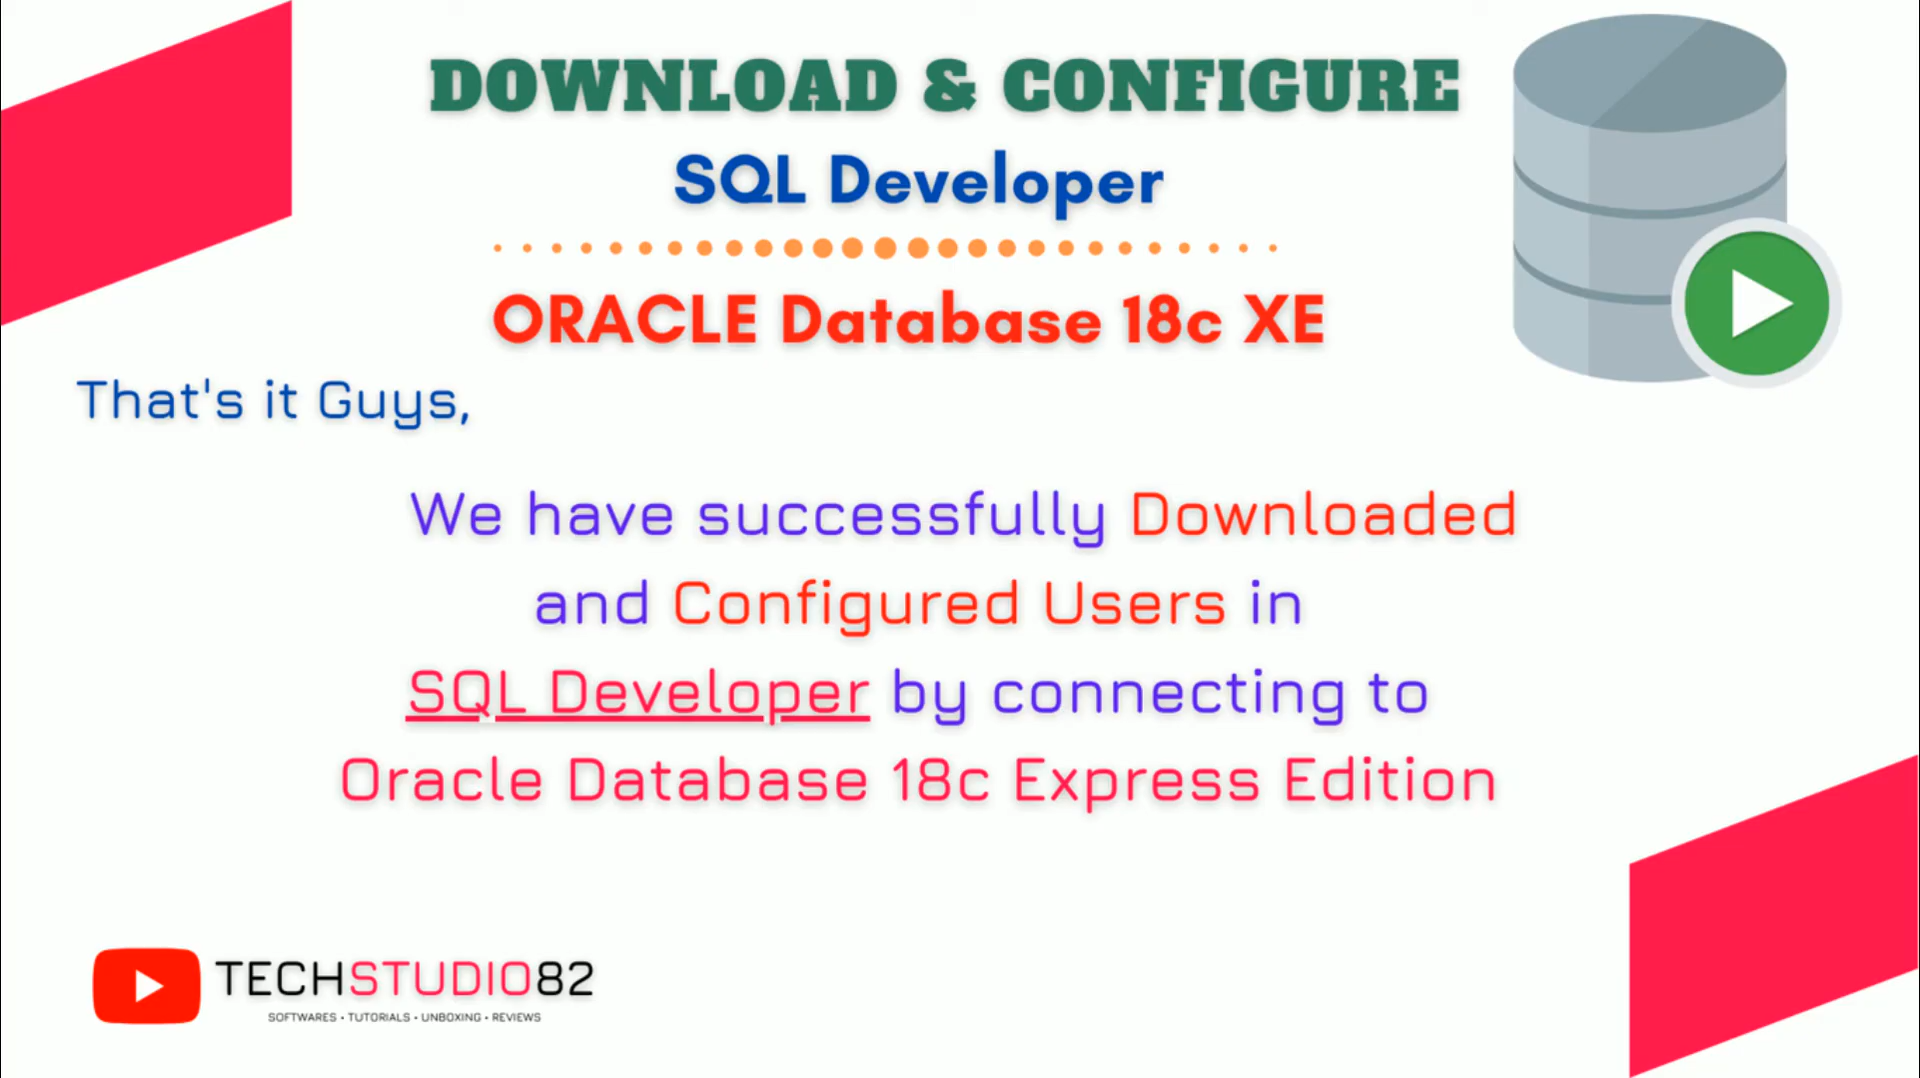 DOWNLOAD & CONFIGURE
SQL Developer
ORACLE Database 18c XE
That's it Guys,
We have successfully Downloaded
and Configured Users in
SQL Developer by connecting to
Oracle Database 18c Express Edition
TECHSTUDIO82
SOFTWARES • TUTORIALS • UNBOXING • REVIEWS